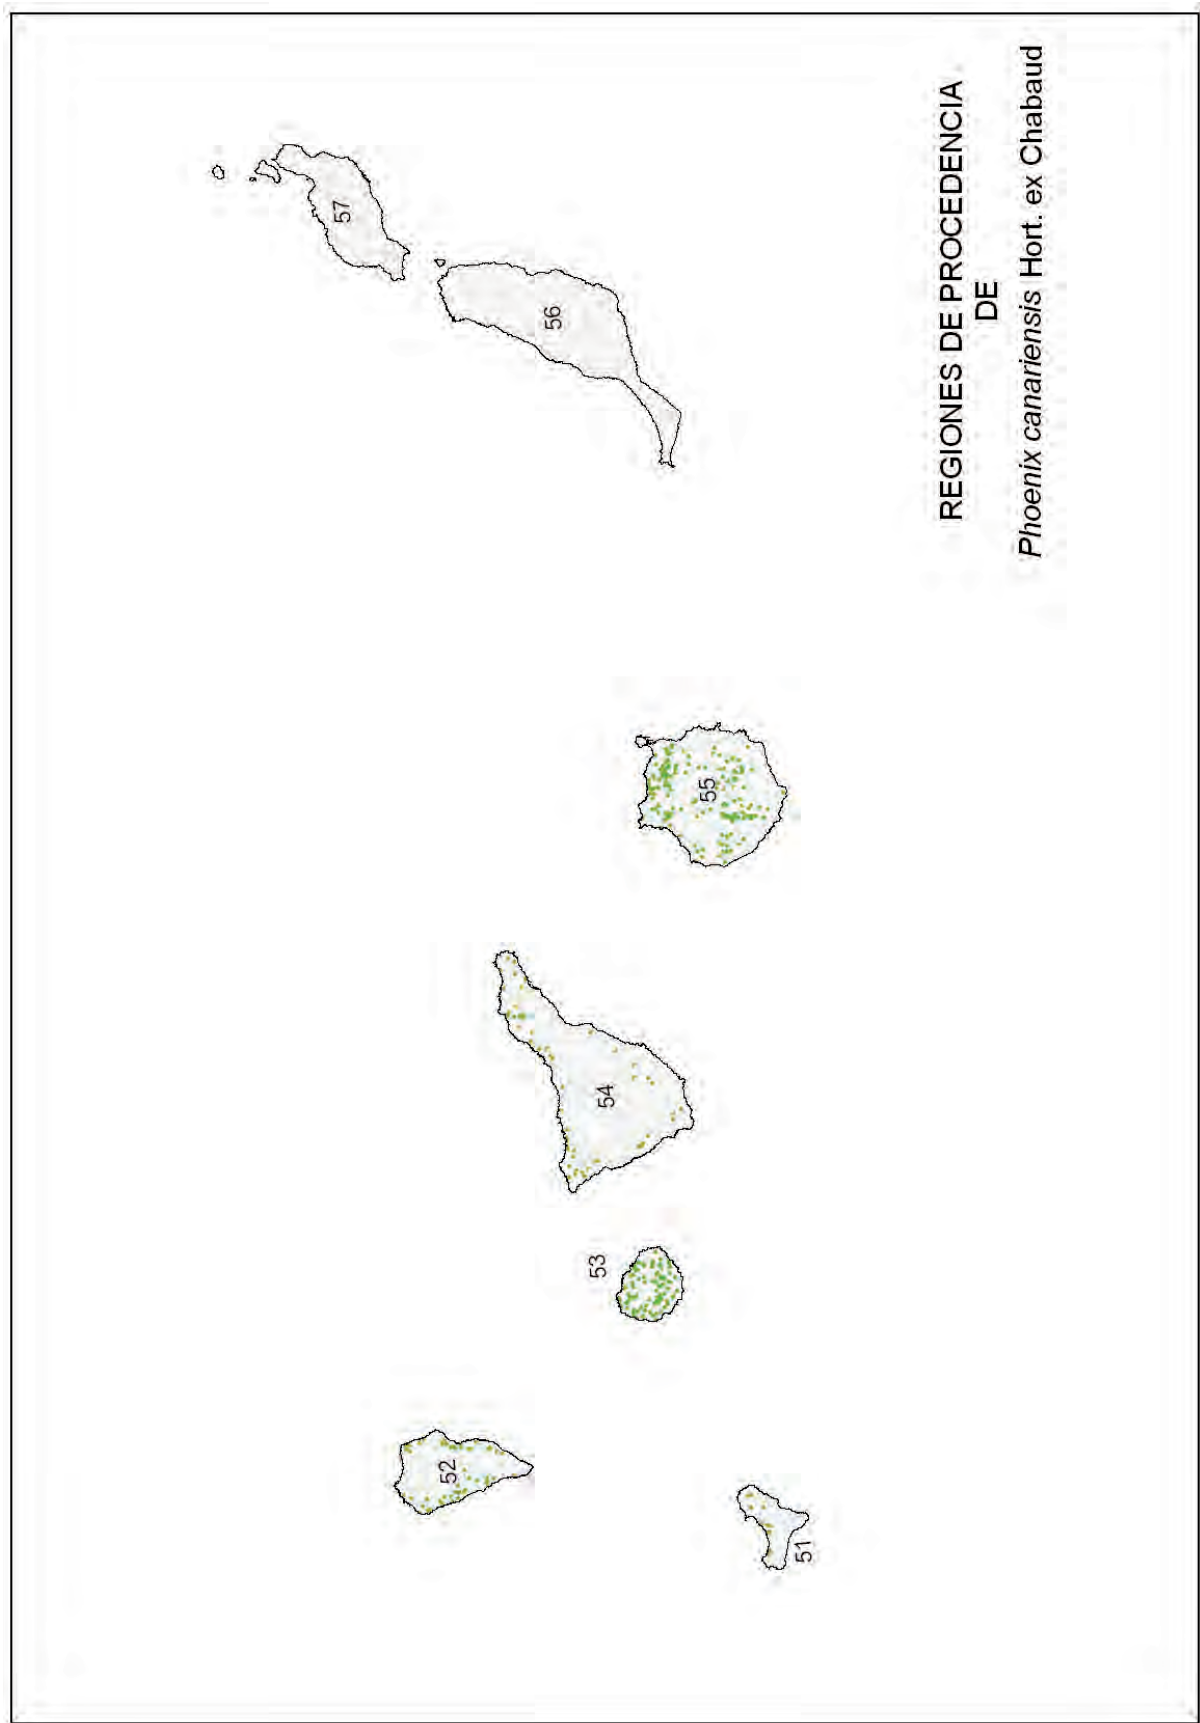 REGIONES DE PROCEDENCIA
DE
Phoenix canariensis Hort. ex Chabaud
57
56
55
54
53
52
51